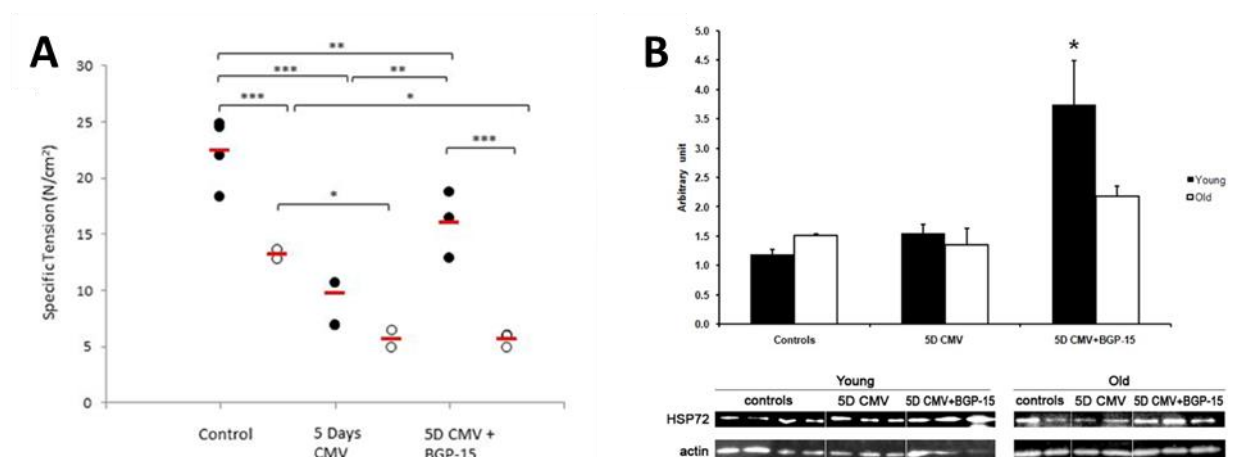 A
**
***
**
***
*
***
*
Specific Tension (N/cm²)
30
25
20
15
10
5
0
Control
5 Days
CMV
5D CMV +
BGP-15
B
5.0
4.5
4.0
3.5
3.0
2.5
2.0
1.5
1.0
0.5
0.0
Arbitrary unit
*
Young
Old
Controls
5D CMV
5D CMV+BGP-15
Young
Old
controls
5D CMV
5D CMV+BGP-15
controls
5D CMV
5D CMV+BGP-15
HSP72
actin